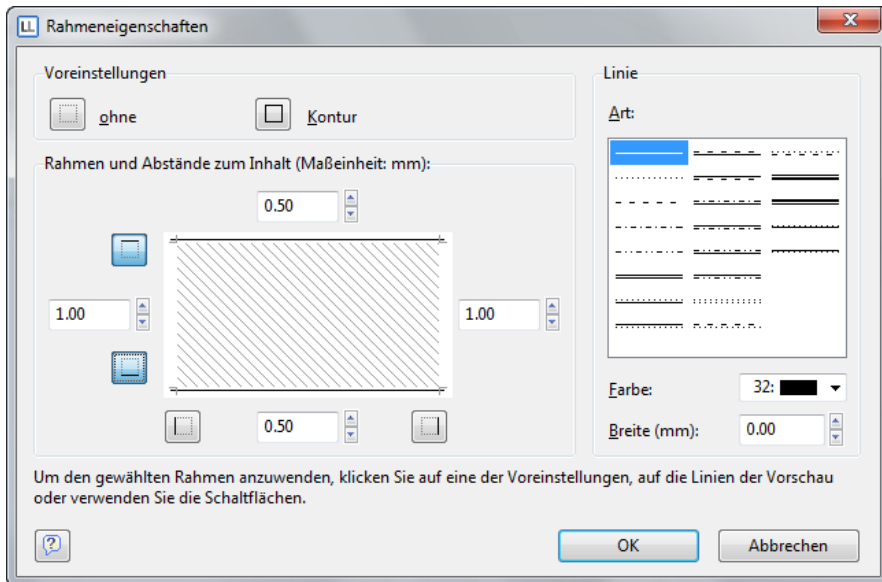 LL Rahmeneigenschaften
Voreinstellungen
ohne
Kontur
Rahmen und Abstände zum Inhalt (Maßeinheit: mm):
0.50
1.00
1.00
0.50
Linie
Art:
Farbe:
32:
Breite (mm):
0.00
Um den gewählten Rahmen anzuwenden, klicken Sie auf eine der Voreinstellungen, auf die Linien der Vorschau
oder verwenden Sie die Schaltflächen.
?
OK
Abbrechen